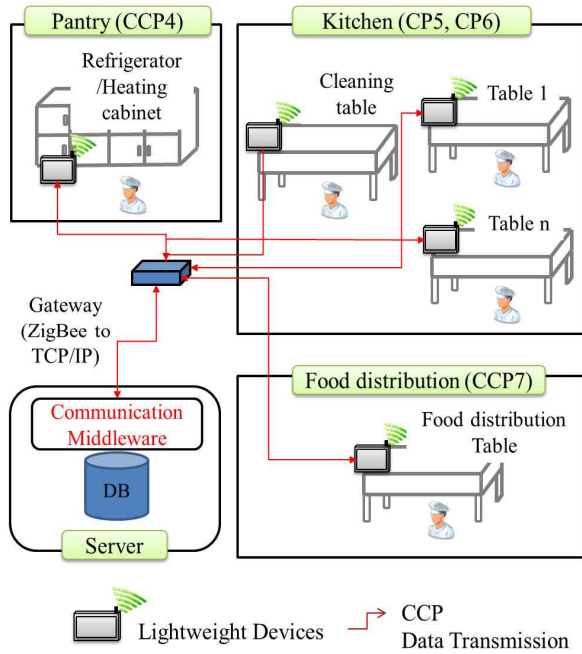 Pantry (CCP4)
Refrigerator
/Heating
cabinet
Kitchen (CP5, CP6)
Cleaning
table
Table 1
Table n
Gateway
(ZigBee to
TCP/IP)
Communication
Middleware
DB
Server
Food distribution (CCP7)
Food distribution
Table
Lightweight Devices
CCP
Data Transmission